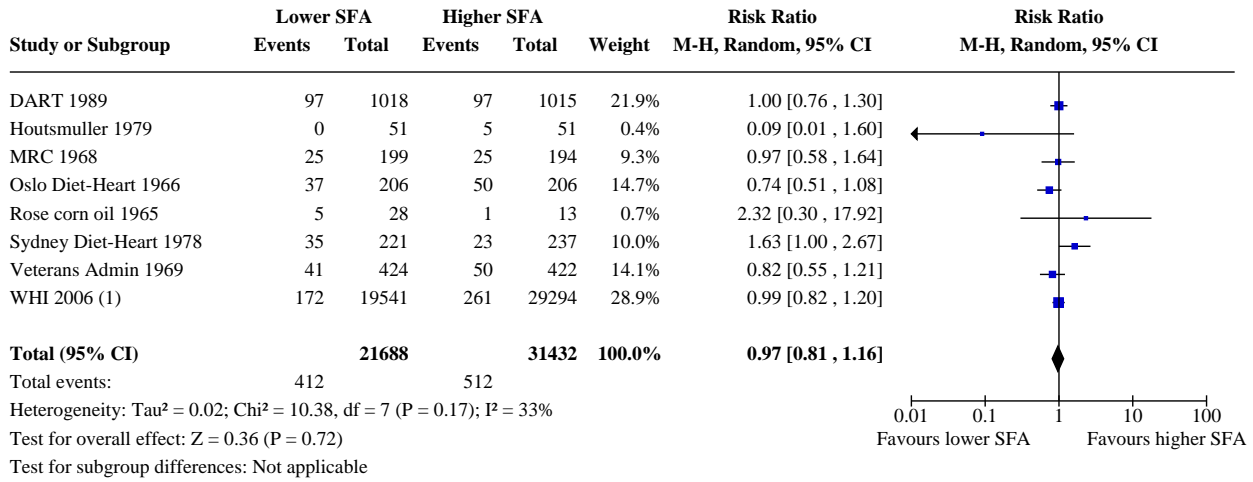 Lower SFA Higher SFA Risk Ratio Risk Ratio
Study or Subgroup Events Total Events Total Weight M-H, Random, 95% CI M-H, Random, 95% CI
DART 1989 97 1018 97 1015 21.9% 1.00 [0.76 , 1.30]
Houtsmuller 1979 0 51 5 51 0.4% 0.09 [0.01 , 1.60]
MRC 1968 25 199 25 194 9.3% 0.97 [0.58 , 1.64]
Oslo Diet-Heart 1966 37 206 50 206 14.7% 0.74 [0.51 , 1.08]
Rose corn oil 1965 5 28 1 13 0.7% 2.32 [0.30 , 17.92]
Sydney Diet-Heart 1978 35 221 23 237 10.0% 1.63 [1.00 , 2.67]
Veterans Admin 1969 41 424 50 422 14.1% 0.82 [0.55 , 1.21]
WHI 2006 (1) 172 19541 261 29294 28.9% 0.99 [0.82 , 1.20]
Total (95% CI) 21688 31432 100.0% 0.97 [0.81 , 1.16]
Total events: 412 512
Heterogeneity: Tau² = 0.02; Chi² = 10.38, df = 7 (P = 0.17); I² = 33%
0.01 0.1 1 10 100
Test for overall effect: Z = 0.36 (P = 0.72)
Favours lower SFA Favours higher SFA
Test for subgroup differences: Not applicable